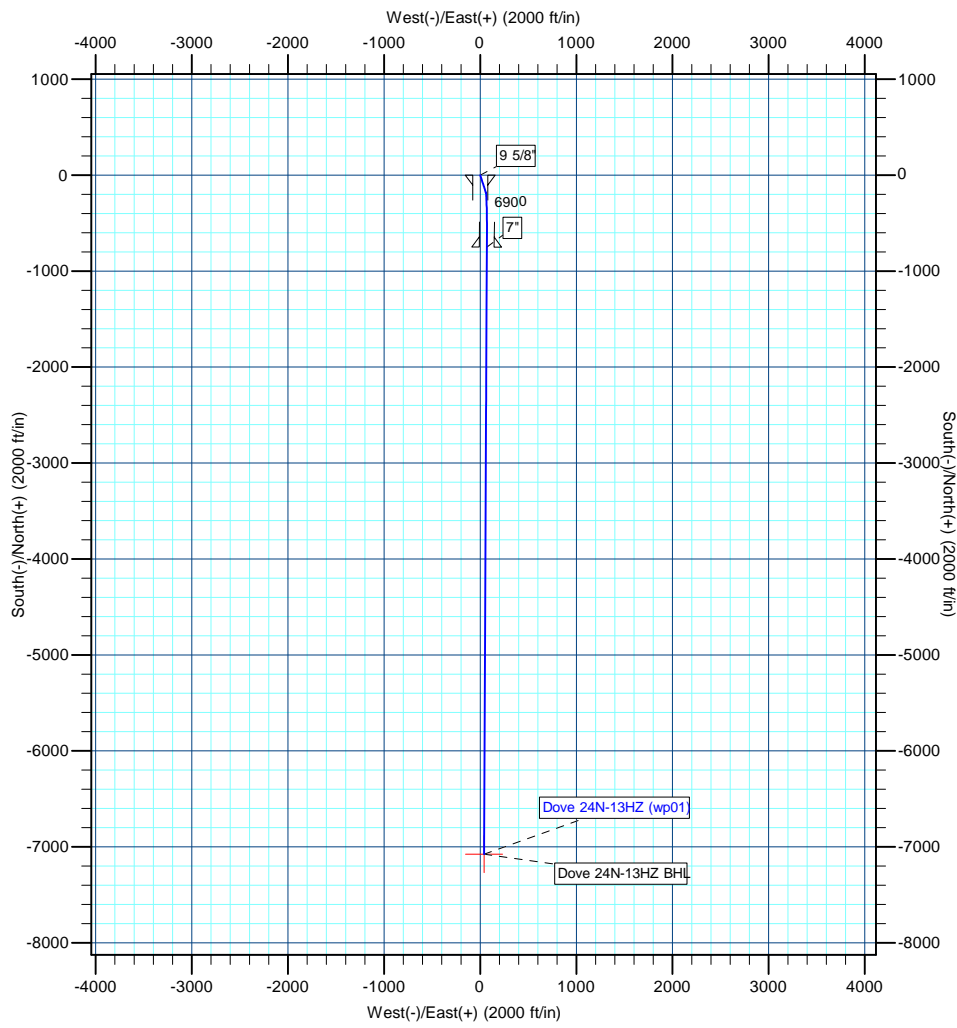 West(-)/East(+) (2000 ft/in)
-4000 -3000 -2000 -1000 0 1000 2000 3000 4000
1000 1000
0 0
-1000 -1000
-2000 -2000
-3000 -3000
-4000 -4000
-5000 -5000
-6000 -6000
-7000 -7000
-8000 -8000
South(-)/North(+) (2000 ft/in)
South(-)/North(+) (2000 ft/in)
9 5/8"
6900
7"
Dove 24N-13HZ (wp01)
Dove 24N-13HZ BHL
-4000 -3000 -2000 -1000 0 1000 2000 3000 4000
West(-)/East(+) (2000 ft/in)